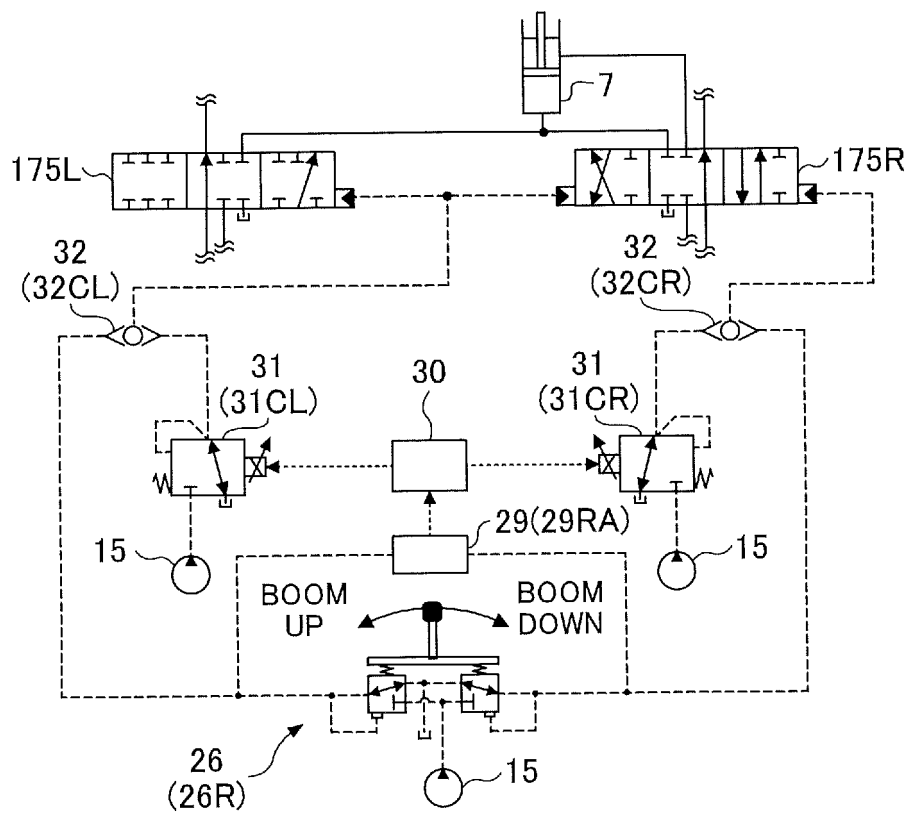 7
175L
175R
32
(32CL)
32
(32CR)
31
(31CL)
30
31
(31CR)
29(29RA)
15
15
BOOM
UP
BOOM
DOWN
26
(26R)
15